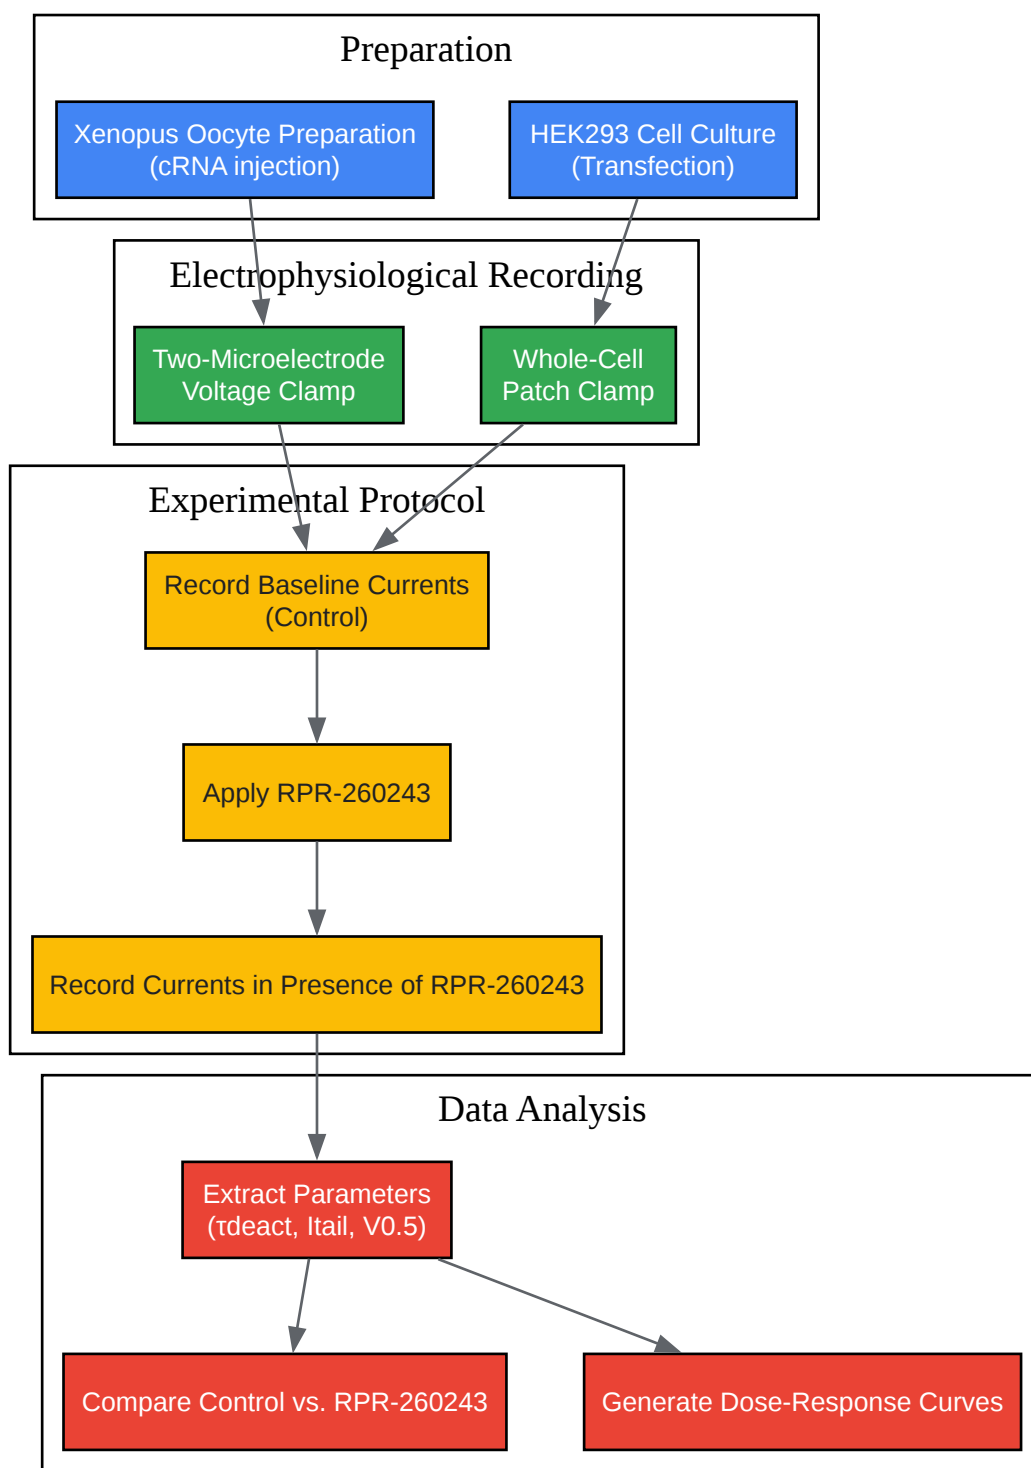 Preparation
Xenopus Oocyte Preparation
(cRNA injection)
HEK293 Cell Culture
(Transfection)
Electrophysiological Recording
Two-Microelectrode
Voltage Clamp
Whole-Cell
Patch Clamp
Experimental Protocol
Record Baseline Currents
(Control)
Apply RPR-260243
Record Currents in Presence of RPR-260243
Data Analysis
Extract Parameters
(τdeact, Itail, V0.5)
Compare Control vs. RPR-260243
Generate Dose-Response Curves